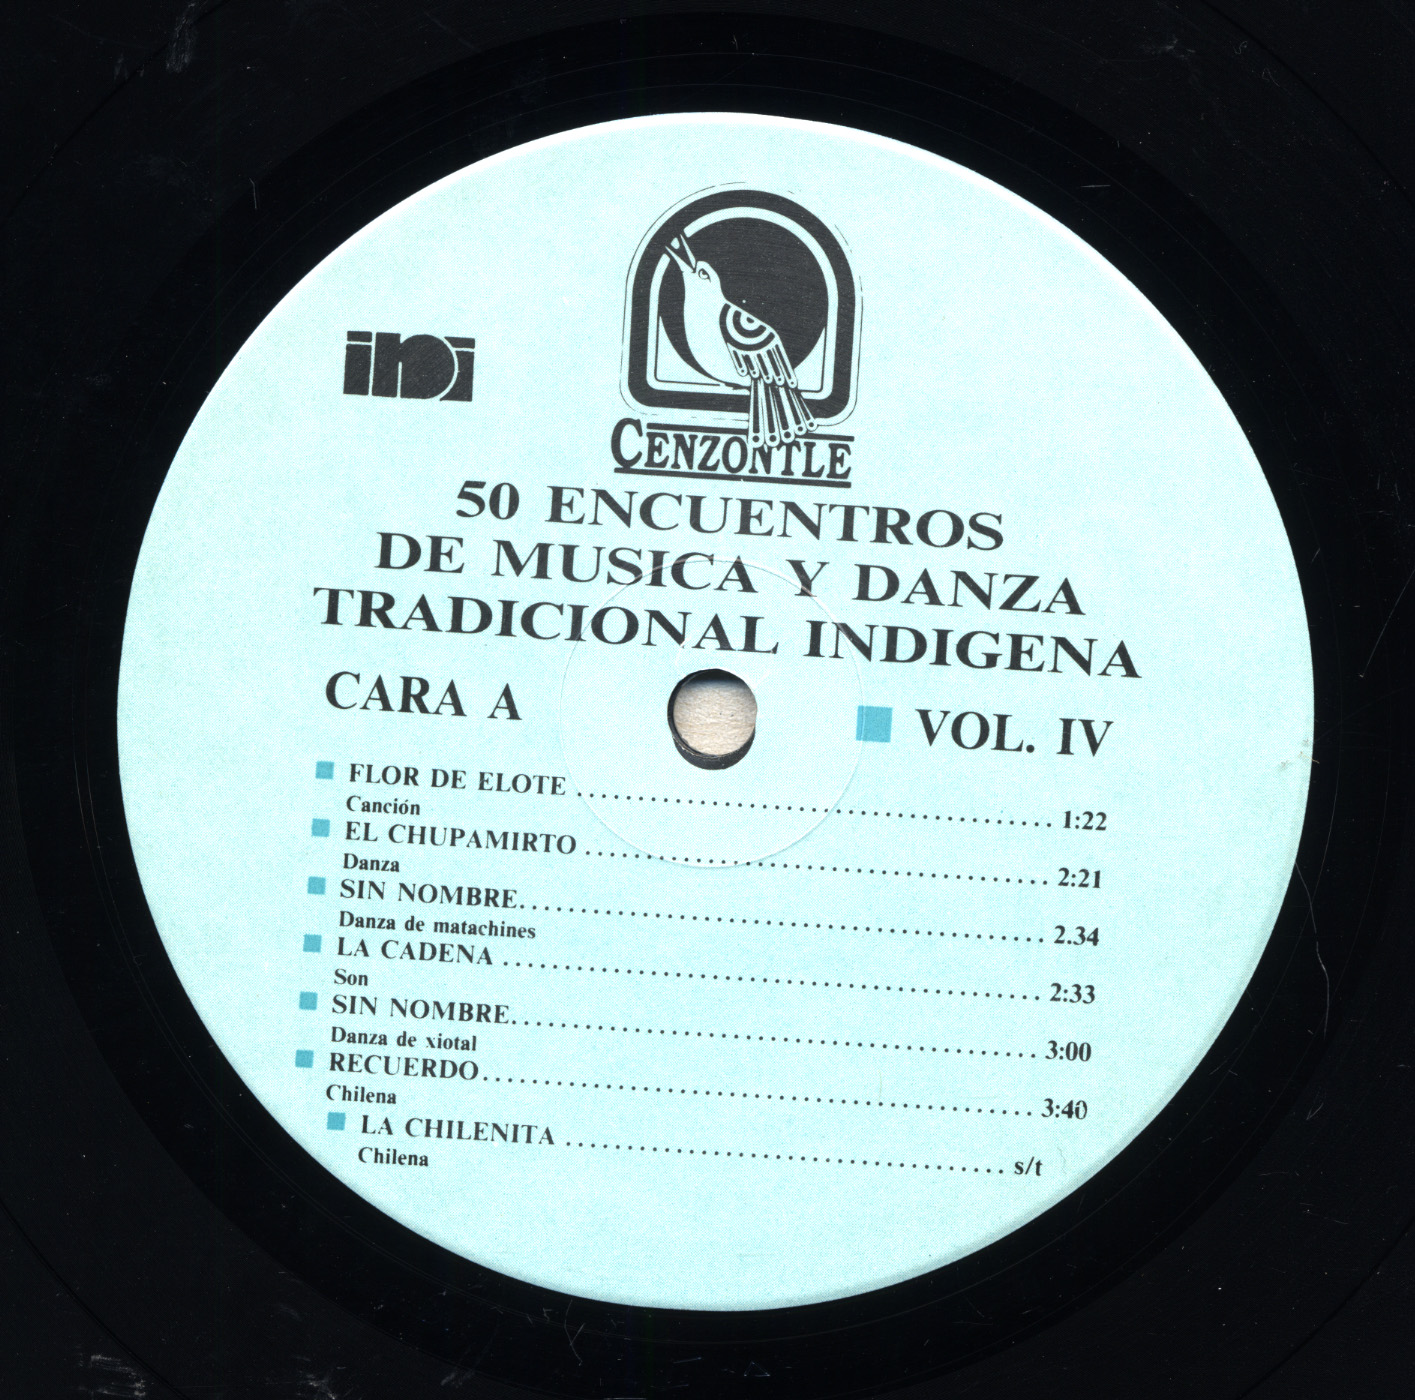 ini
CENZONTLE
50 ENCUENTROS
DE MUSICA Y DANZA
TRADICIONAL INDIGENA
CARA A
VOL. IV
FLOR DE ELOTE 1:22
Canción
EL CHUPAMIRTO 2:21
Danza
SIN NOMBRE 2.34
Danza de matachines
LA CADENA 2:33
Son
SIN NOMBRE 3:00
Danza de xiotal
RECUERDO 3:40
Chilena
LA CHILENITA s/t
Chilena